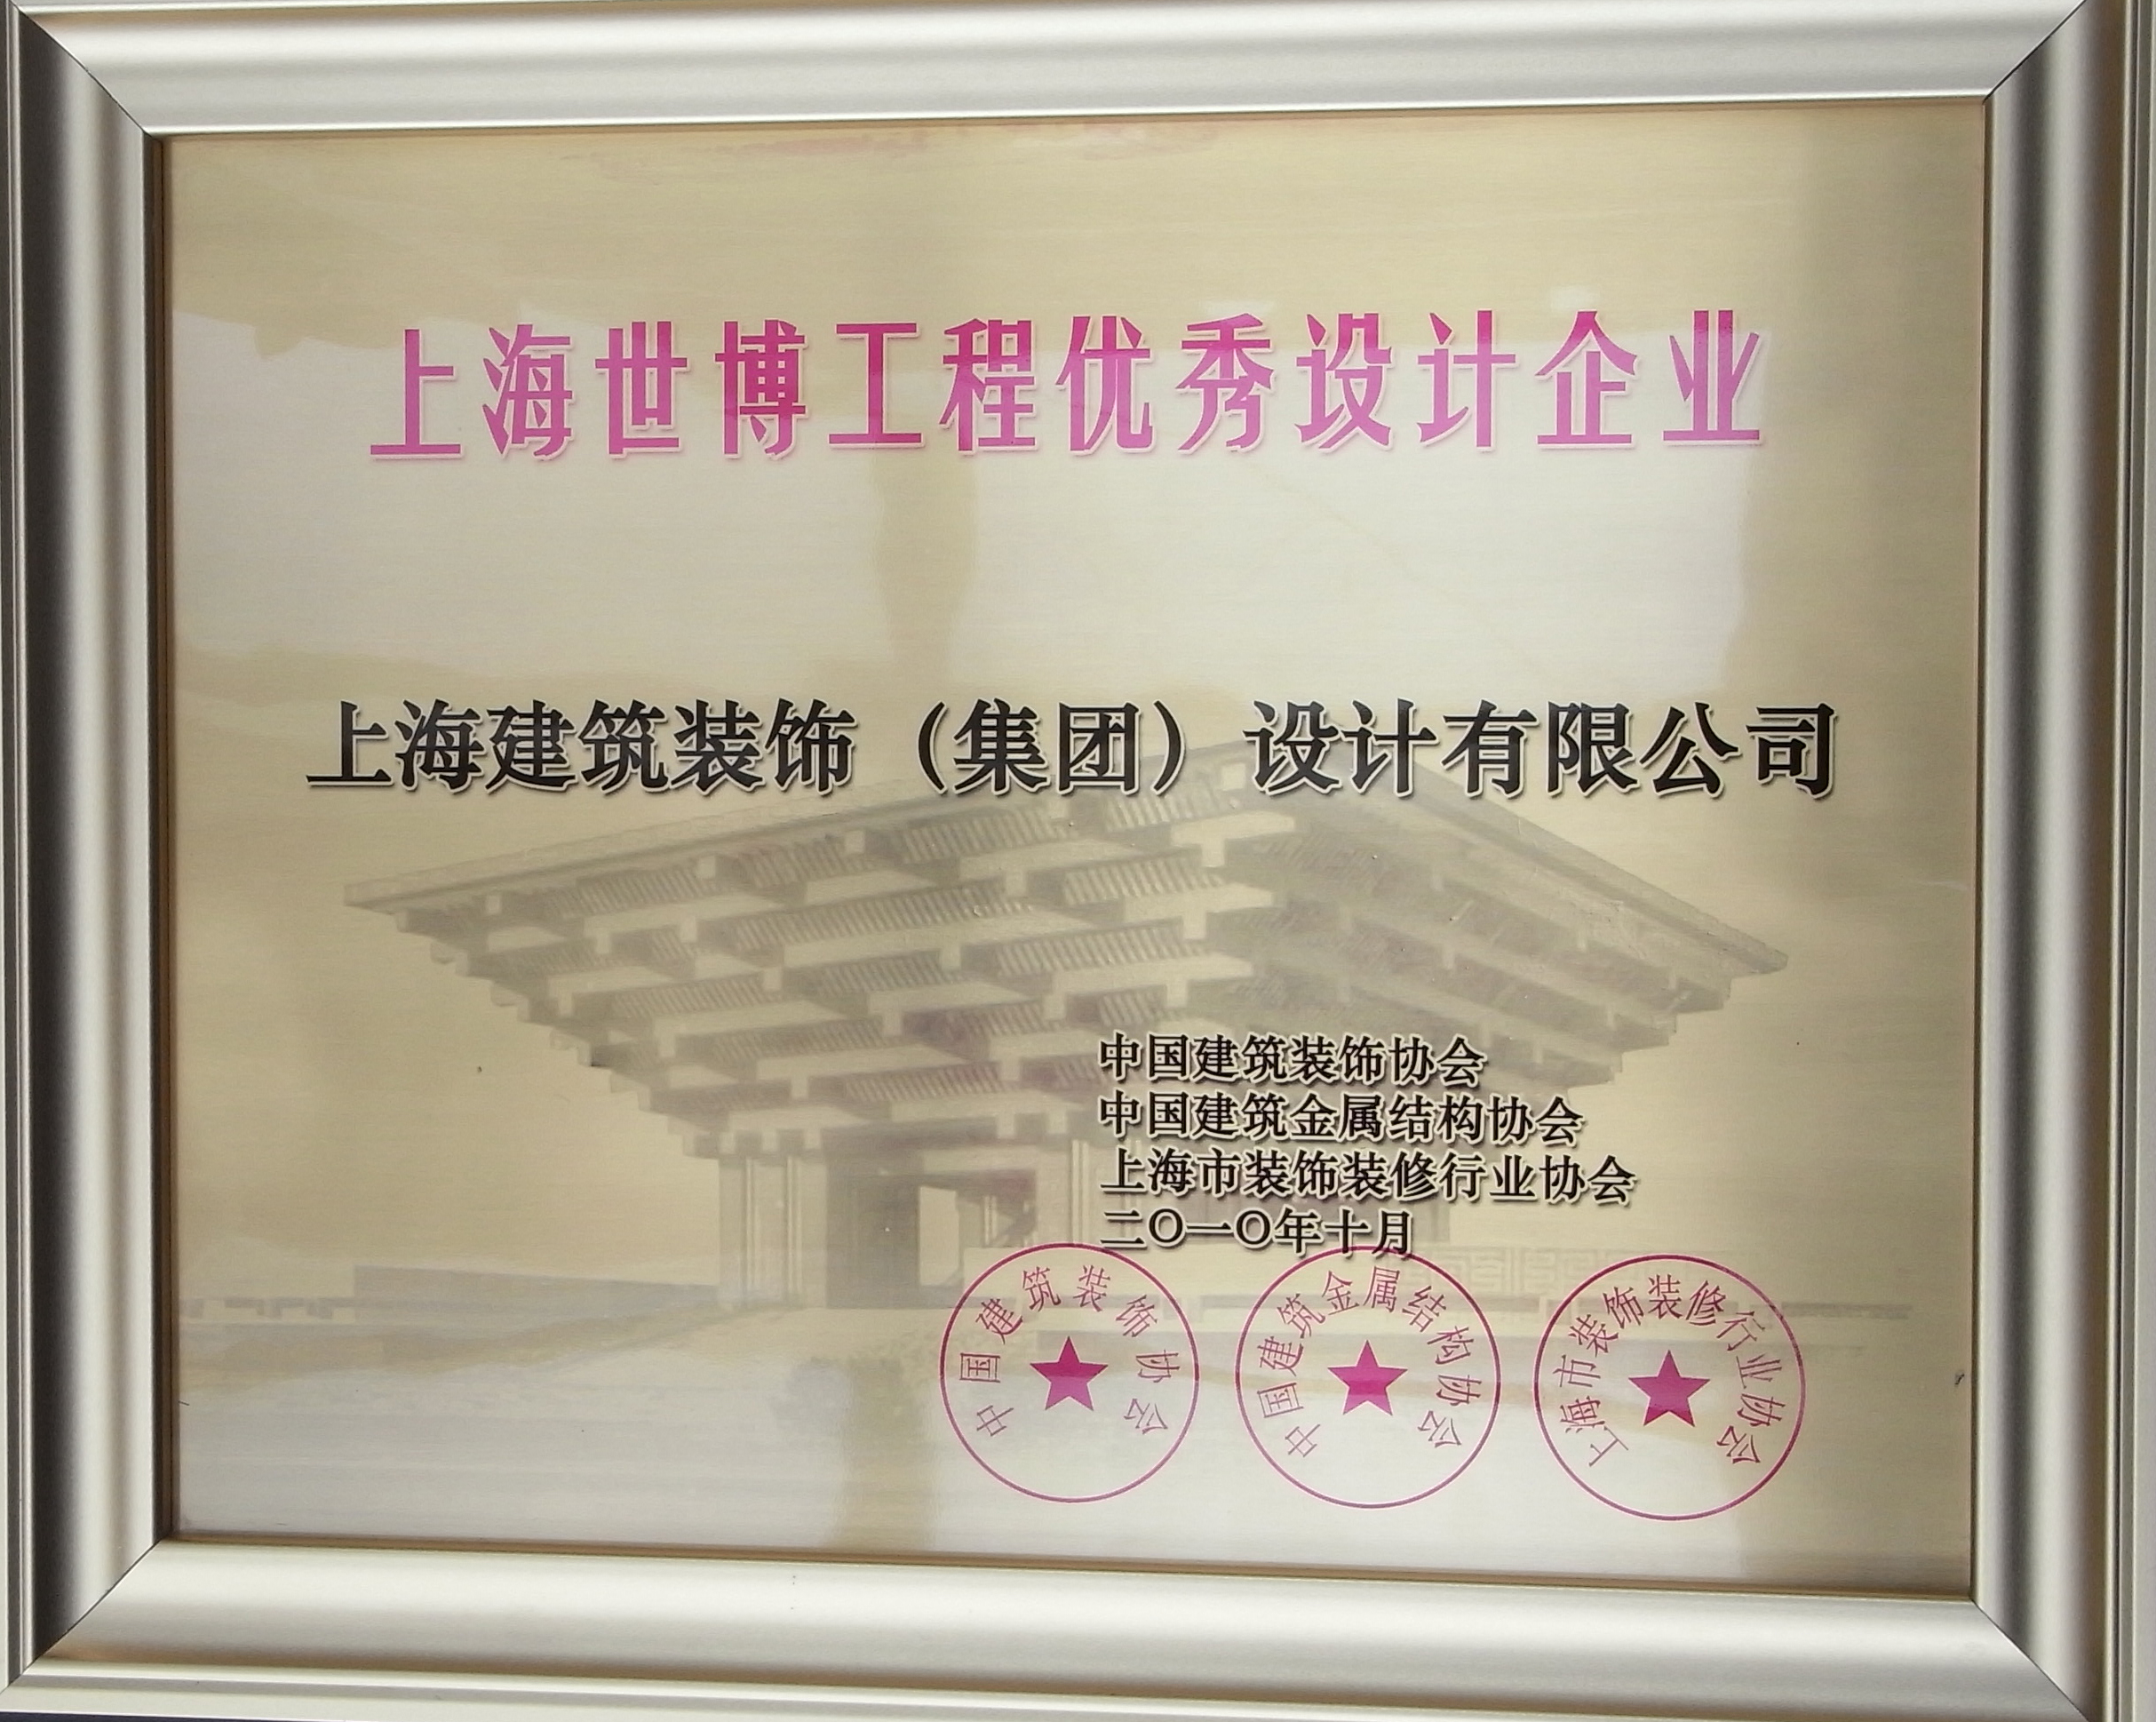 上海世博工程优秀设计企业
上海建筑装饰（集团）设计有限公司
中国建筑装饰协会
中国建筑金属结构协会
上海市装饰装修行业协会
二〇一〇年十月
中国建筑装饰协会
中国建筑金属结构协会
上海市装饰装修行业协会